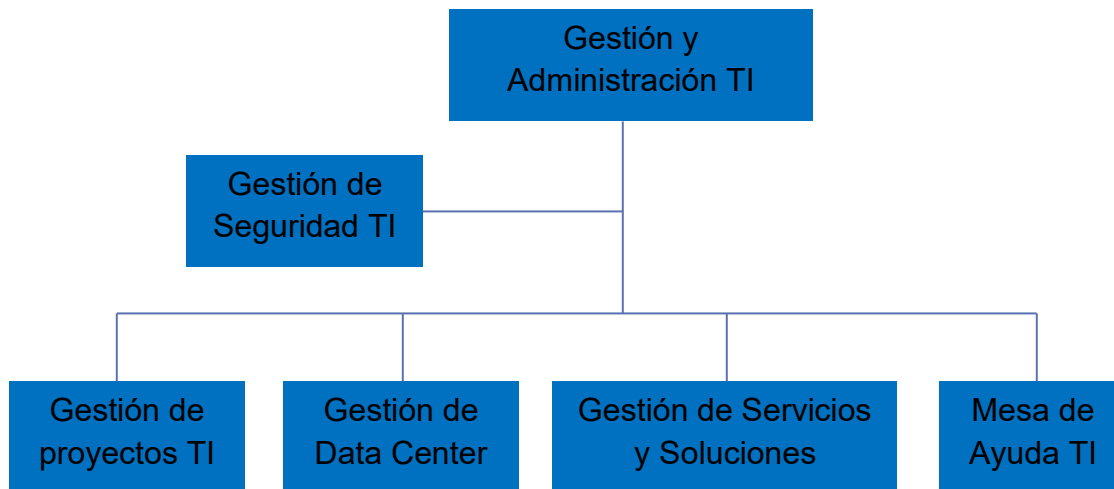 Gestión y
Administración TI
Gestión de
Seguridad TI
Gestión de
proyectos TI
Gestión de
Data Center
Gestión de Servicios
y Soluciones
Mesa de
Ayuda TI